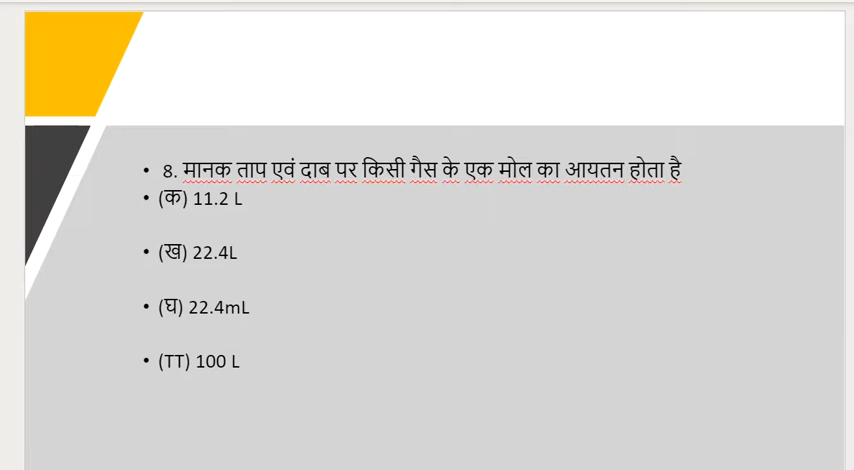 • 8. मानक ताप एवं दाब पर किसी गैस के एक मोल का आयतन होता है
• (क) 11.2 L
• (ख) 22.4L
• (घ) 22.4mL
• (TT) 100 L